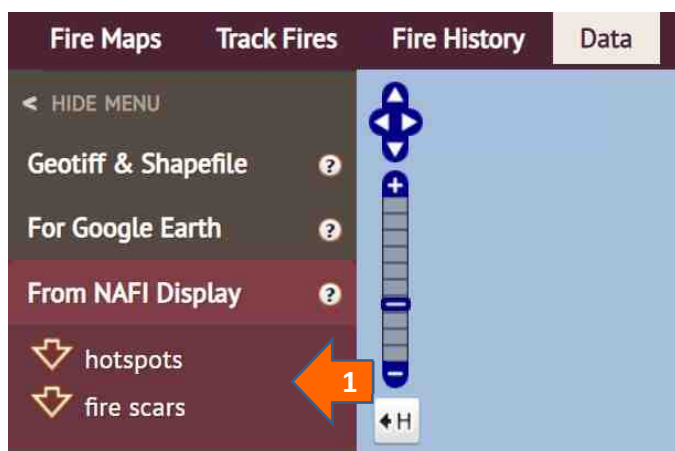 Fire Maps Track Fires Fire History Data
< HIDE MENU
Geotiff & Shapefile ?
For Google Earth ?
From NAFI Display ?
hotspots
1
fire scars
H